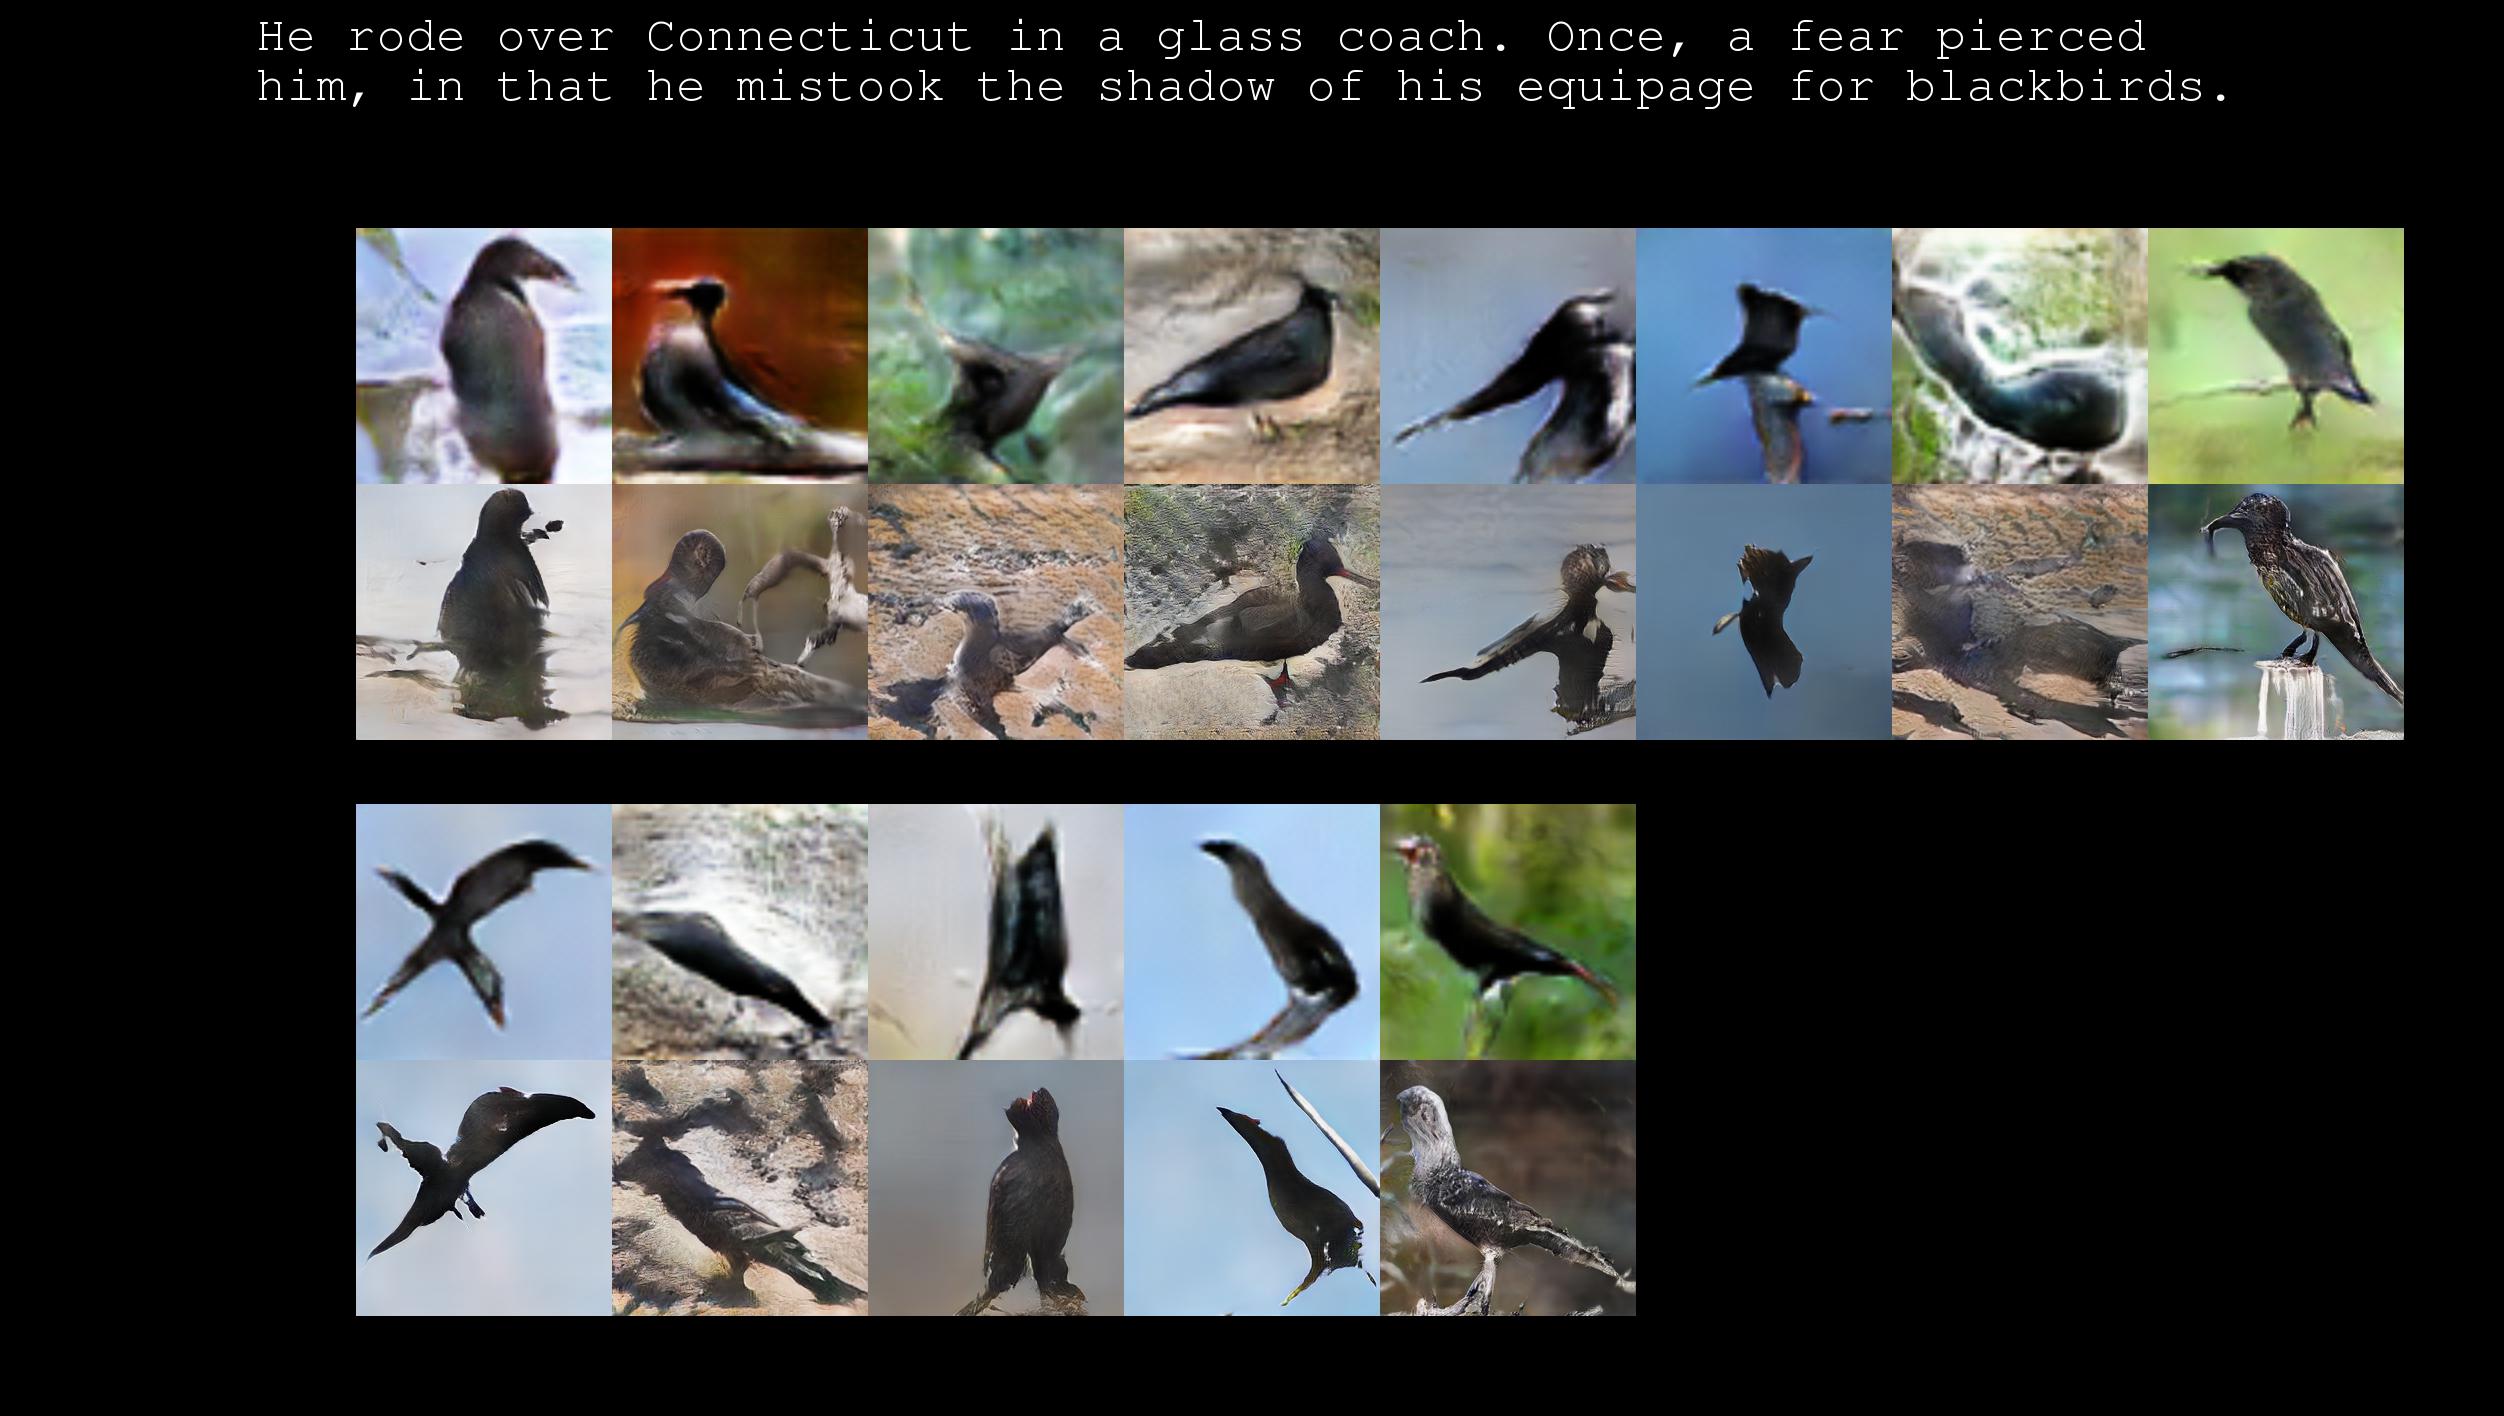 He rode over Connecticut in a glass coach. Once, a fear pierced
him, in that he mistook the shadow of his equipage for blackbirds.